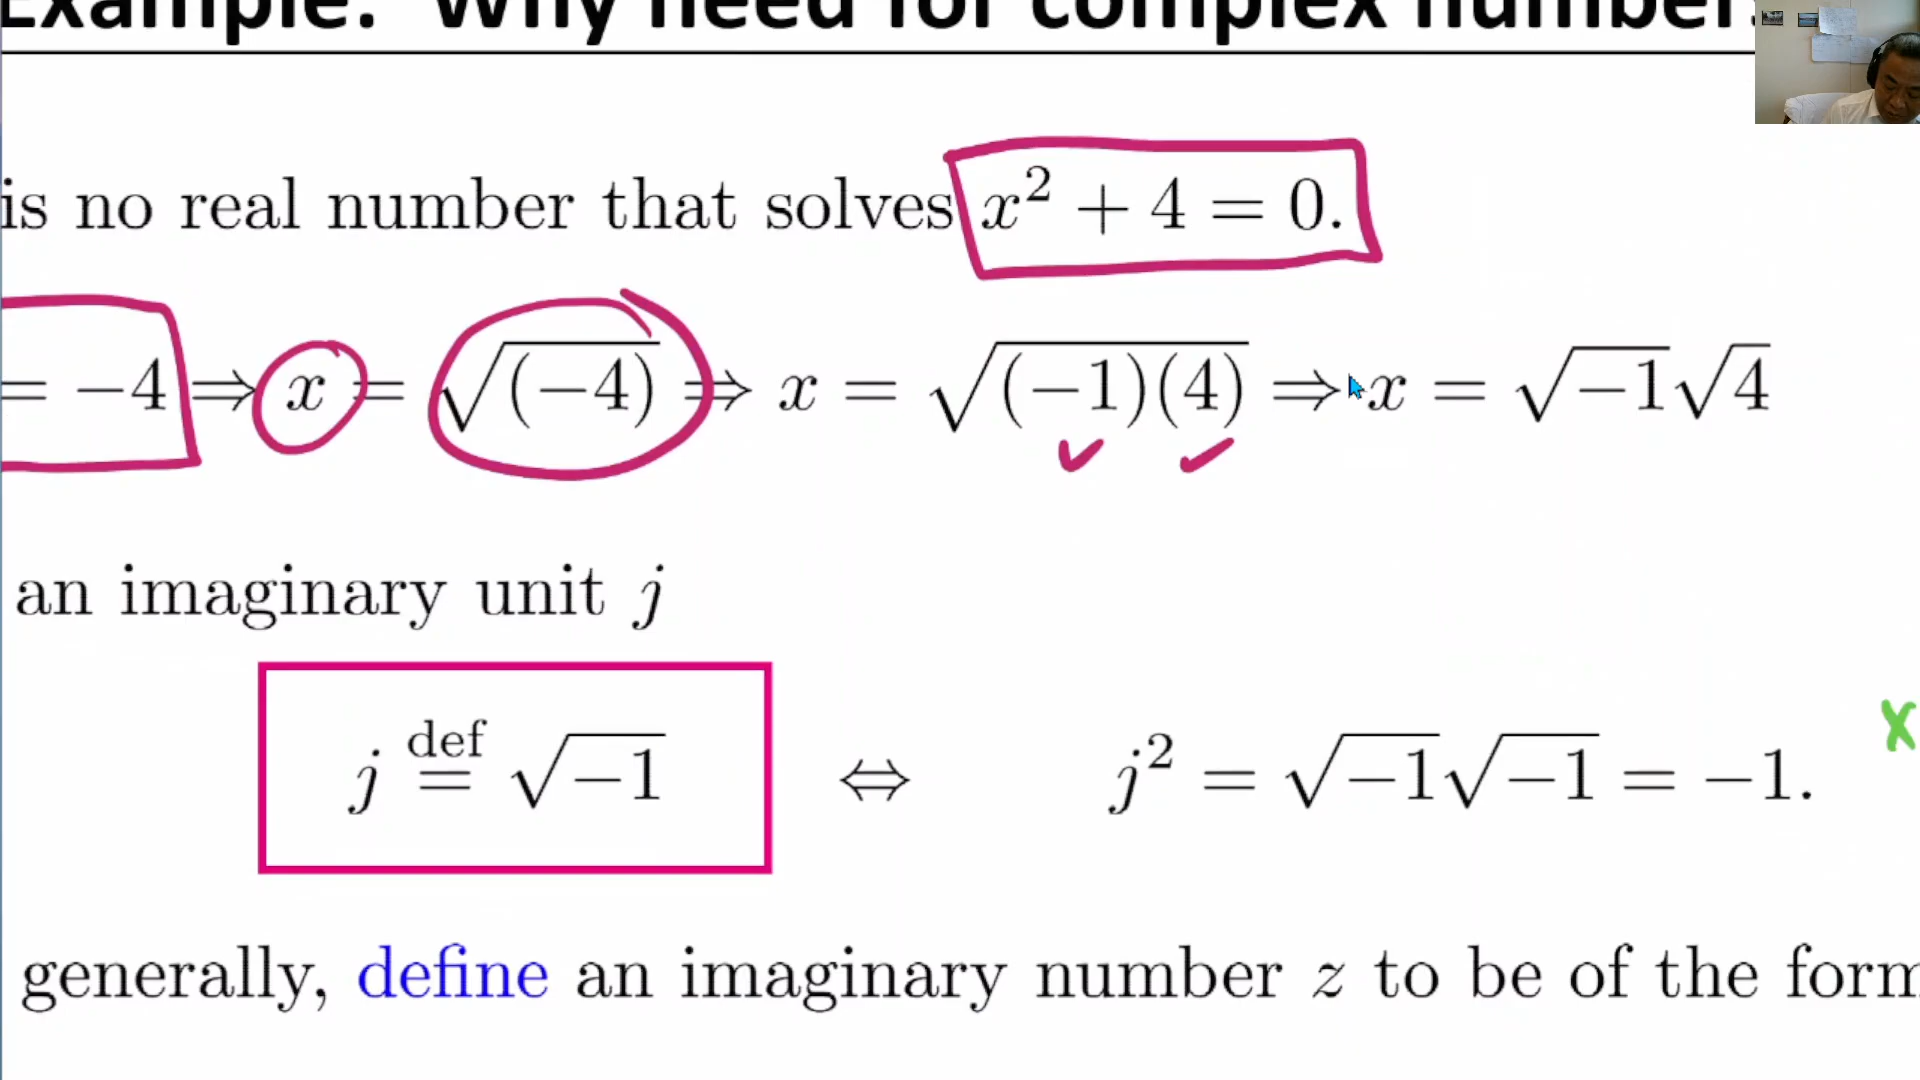 Example: Why need for complex numbers
is no real number that solves x² + 4 = 0.
= −4 ⇒ x = √(−4) ⇒ x = √(−1)(4) ⇒ x = √−1√4
an imaginary unit j
j def= √−1 ⇔ j² = √−1√−1 = −1.
X
generally, define an imaginary number z to be of the form